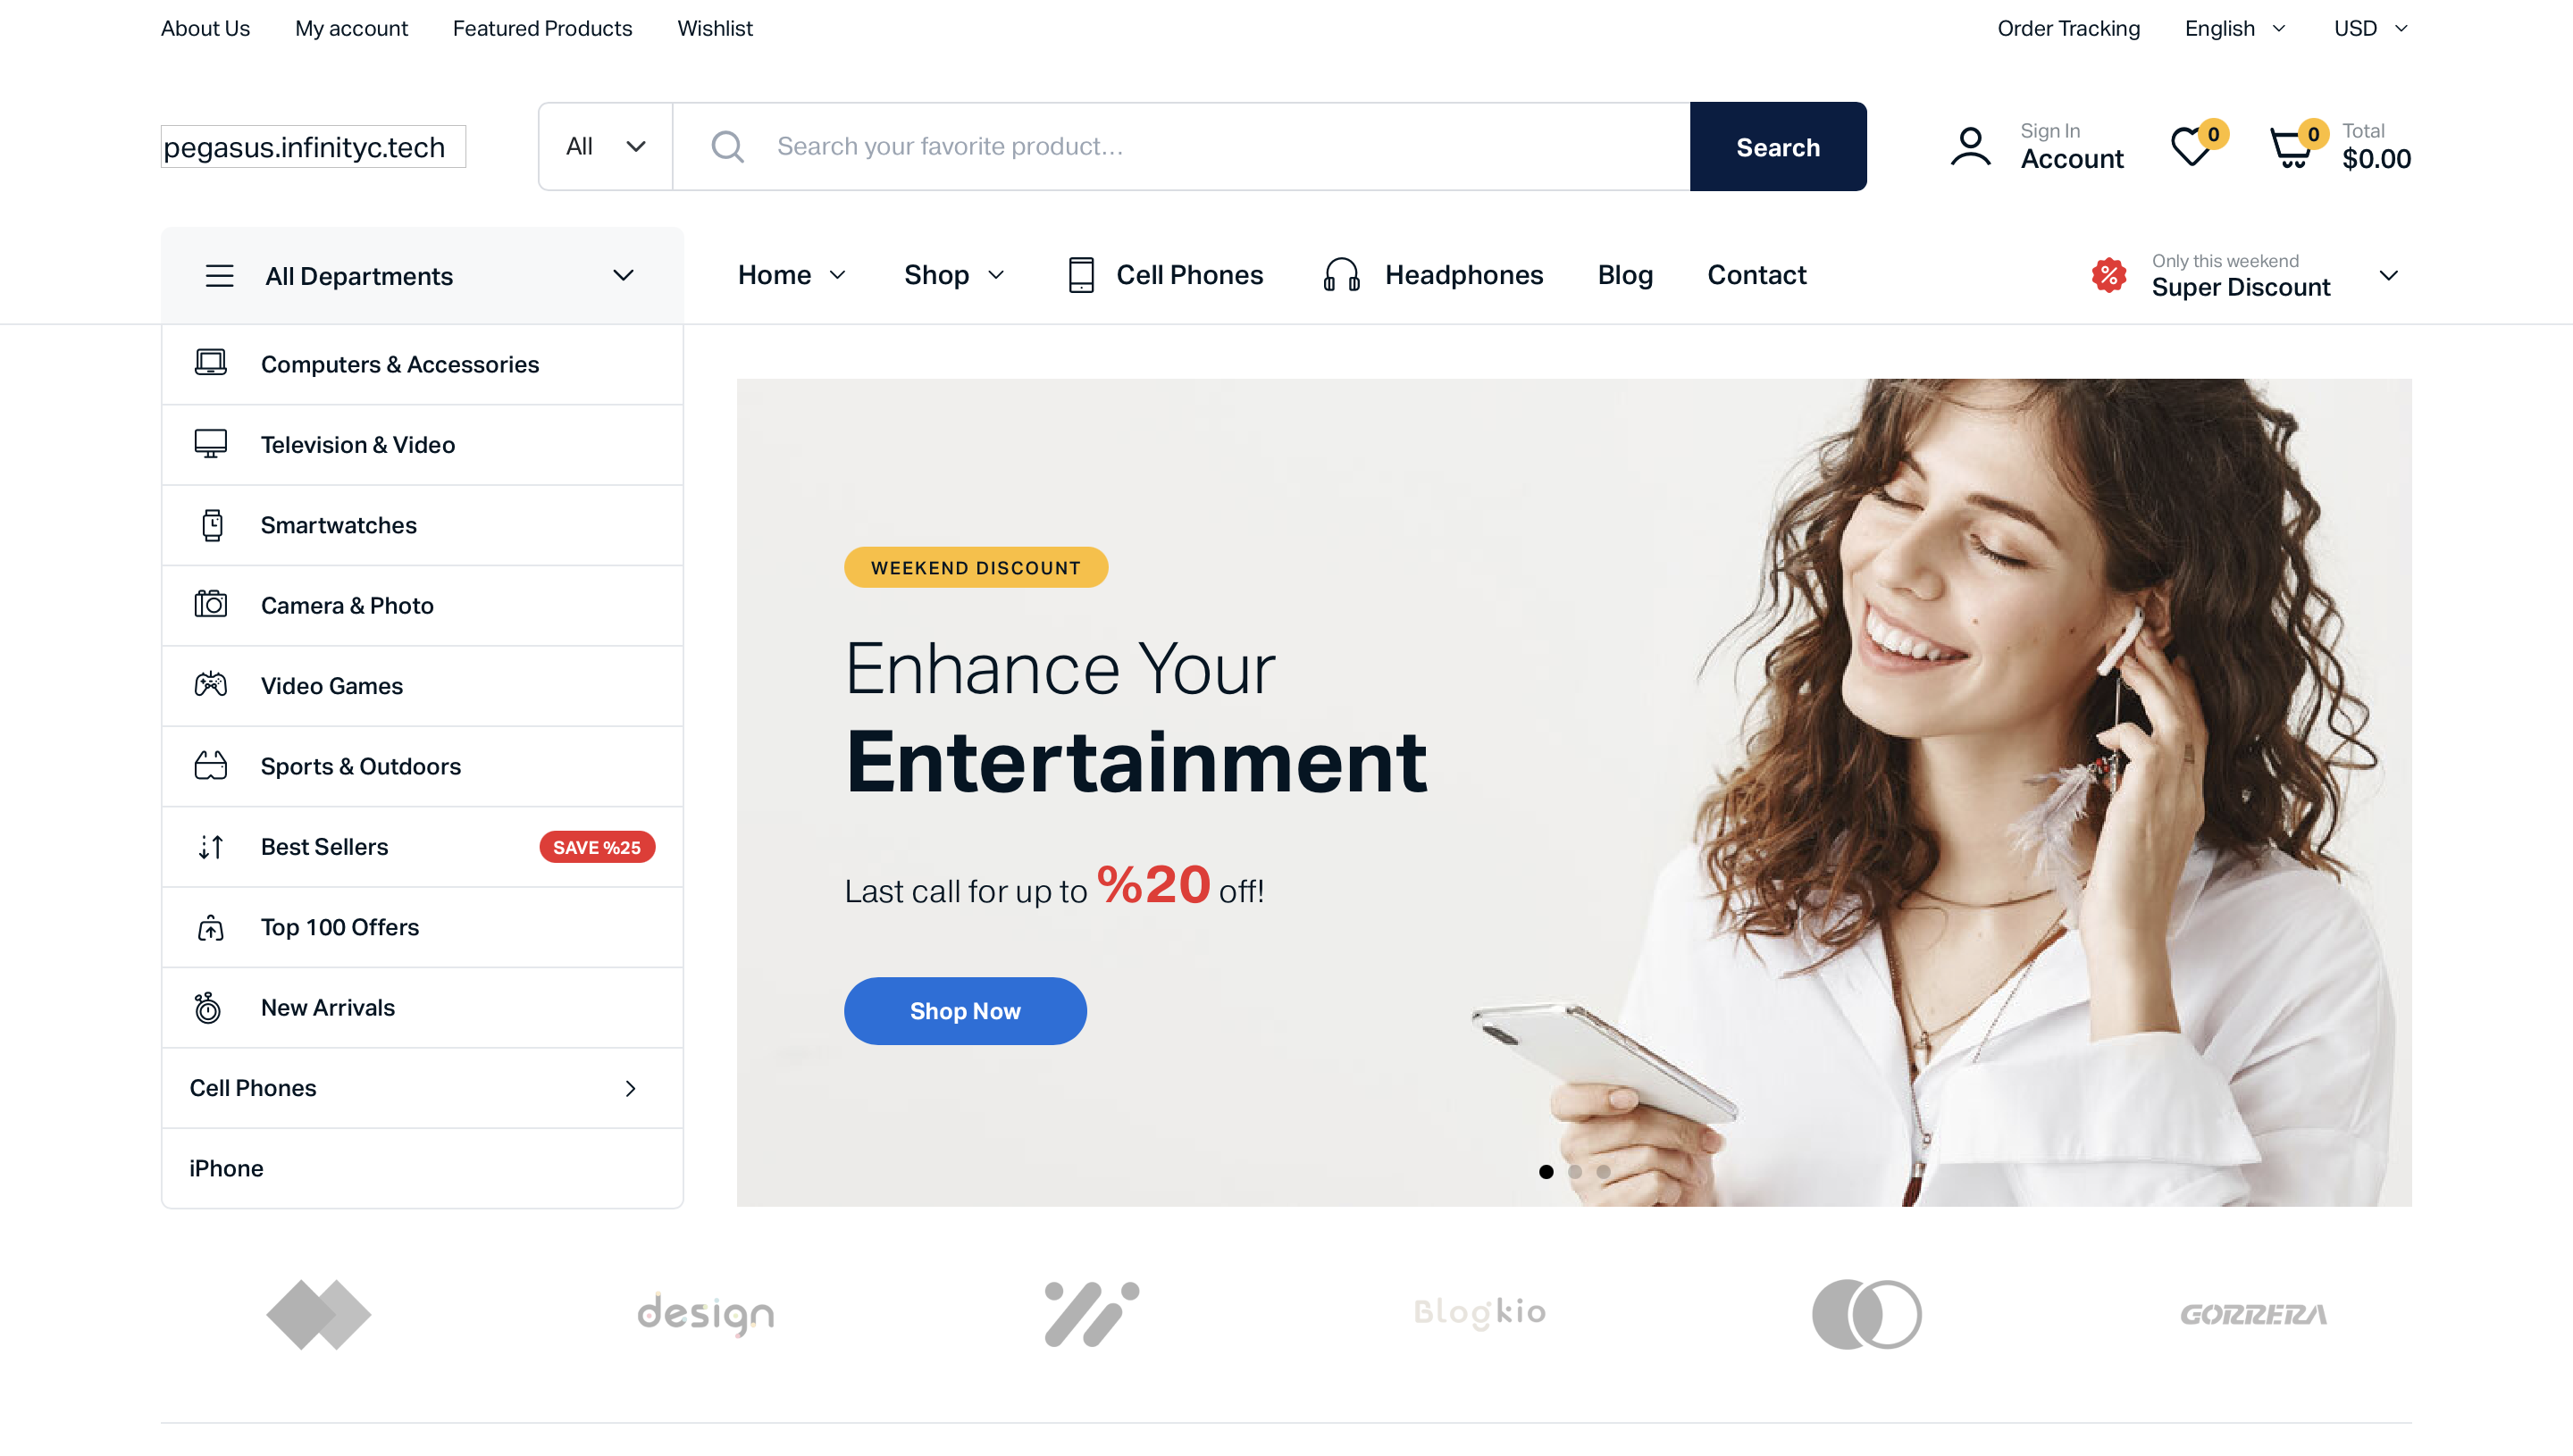 About Us My account Featured Products Wishlist Order Tracking English USD
pegasus.infinityc.tech All Search your favorite product... Search Sign In Account 0 0 Total $0.00
All Departments Home Shop Cell Phones Headphones Blog Contact Only this weekend Super Discount
Computers & Accessories
Television & Video
Smartwatches
Camera & Photo
Video Games
Sports & Outdoors
Best Sellers SAVE %25
Top 100 Offers
New Arrivals
Cell Phones
iPhone
WEEKEND DISCOUNT
Enhance Your
Entertainment
Last call for up to %20 off!
Shop Now
design Blogkio GORRERA